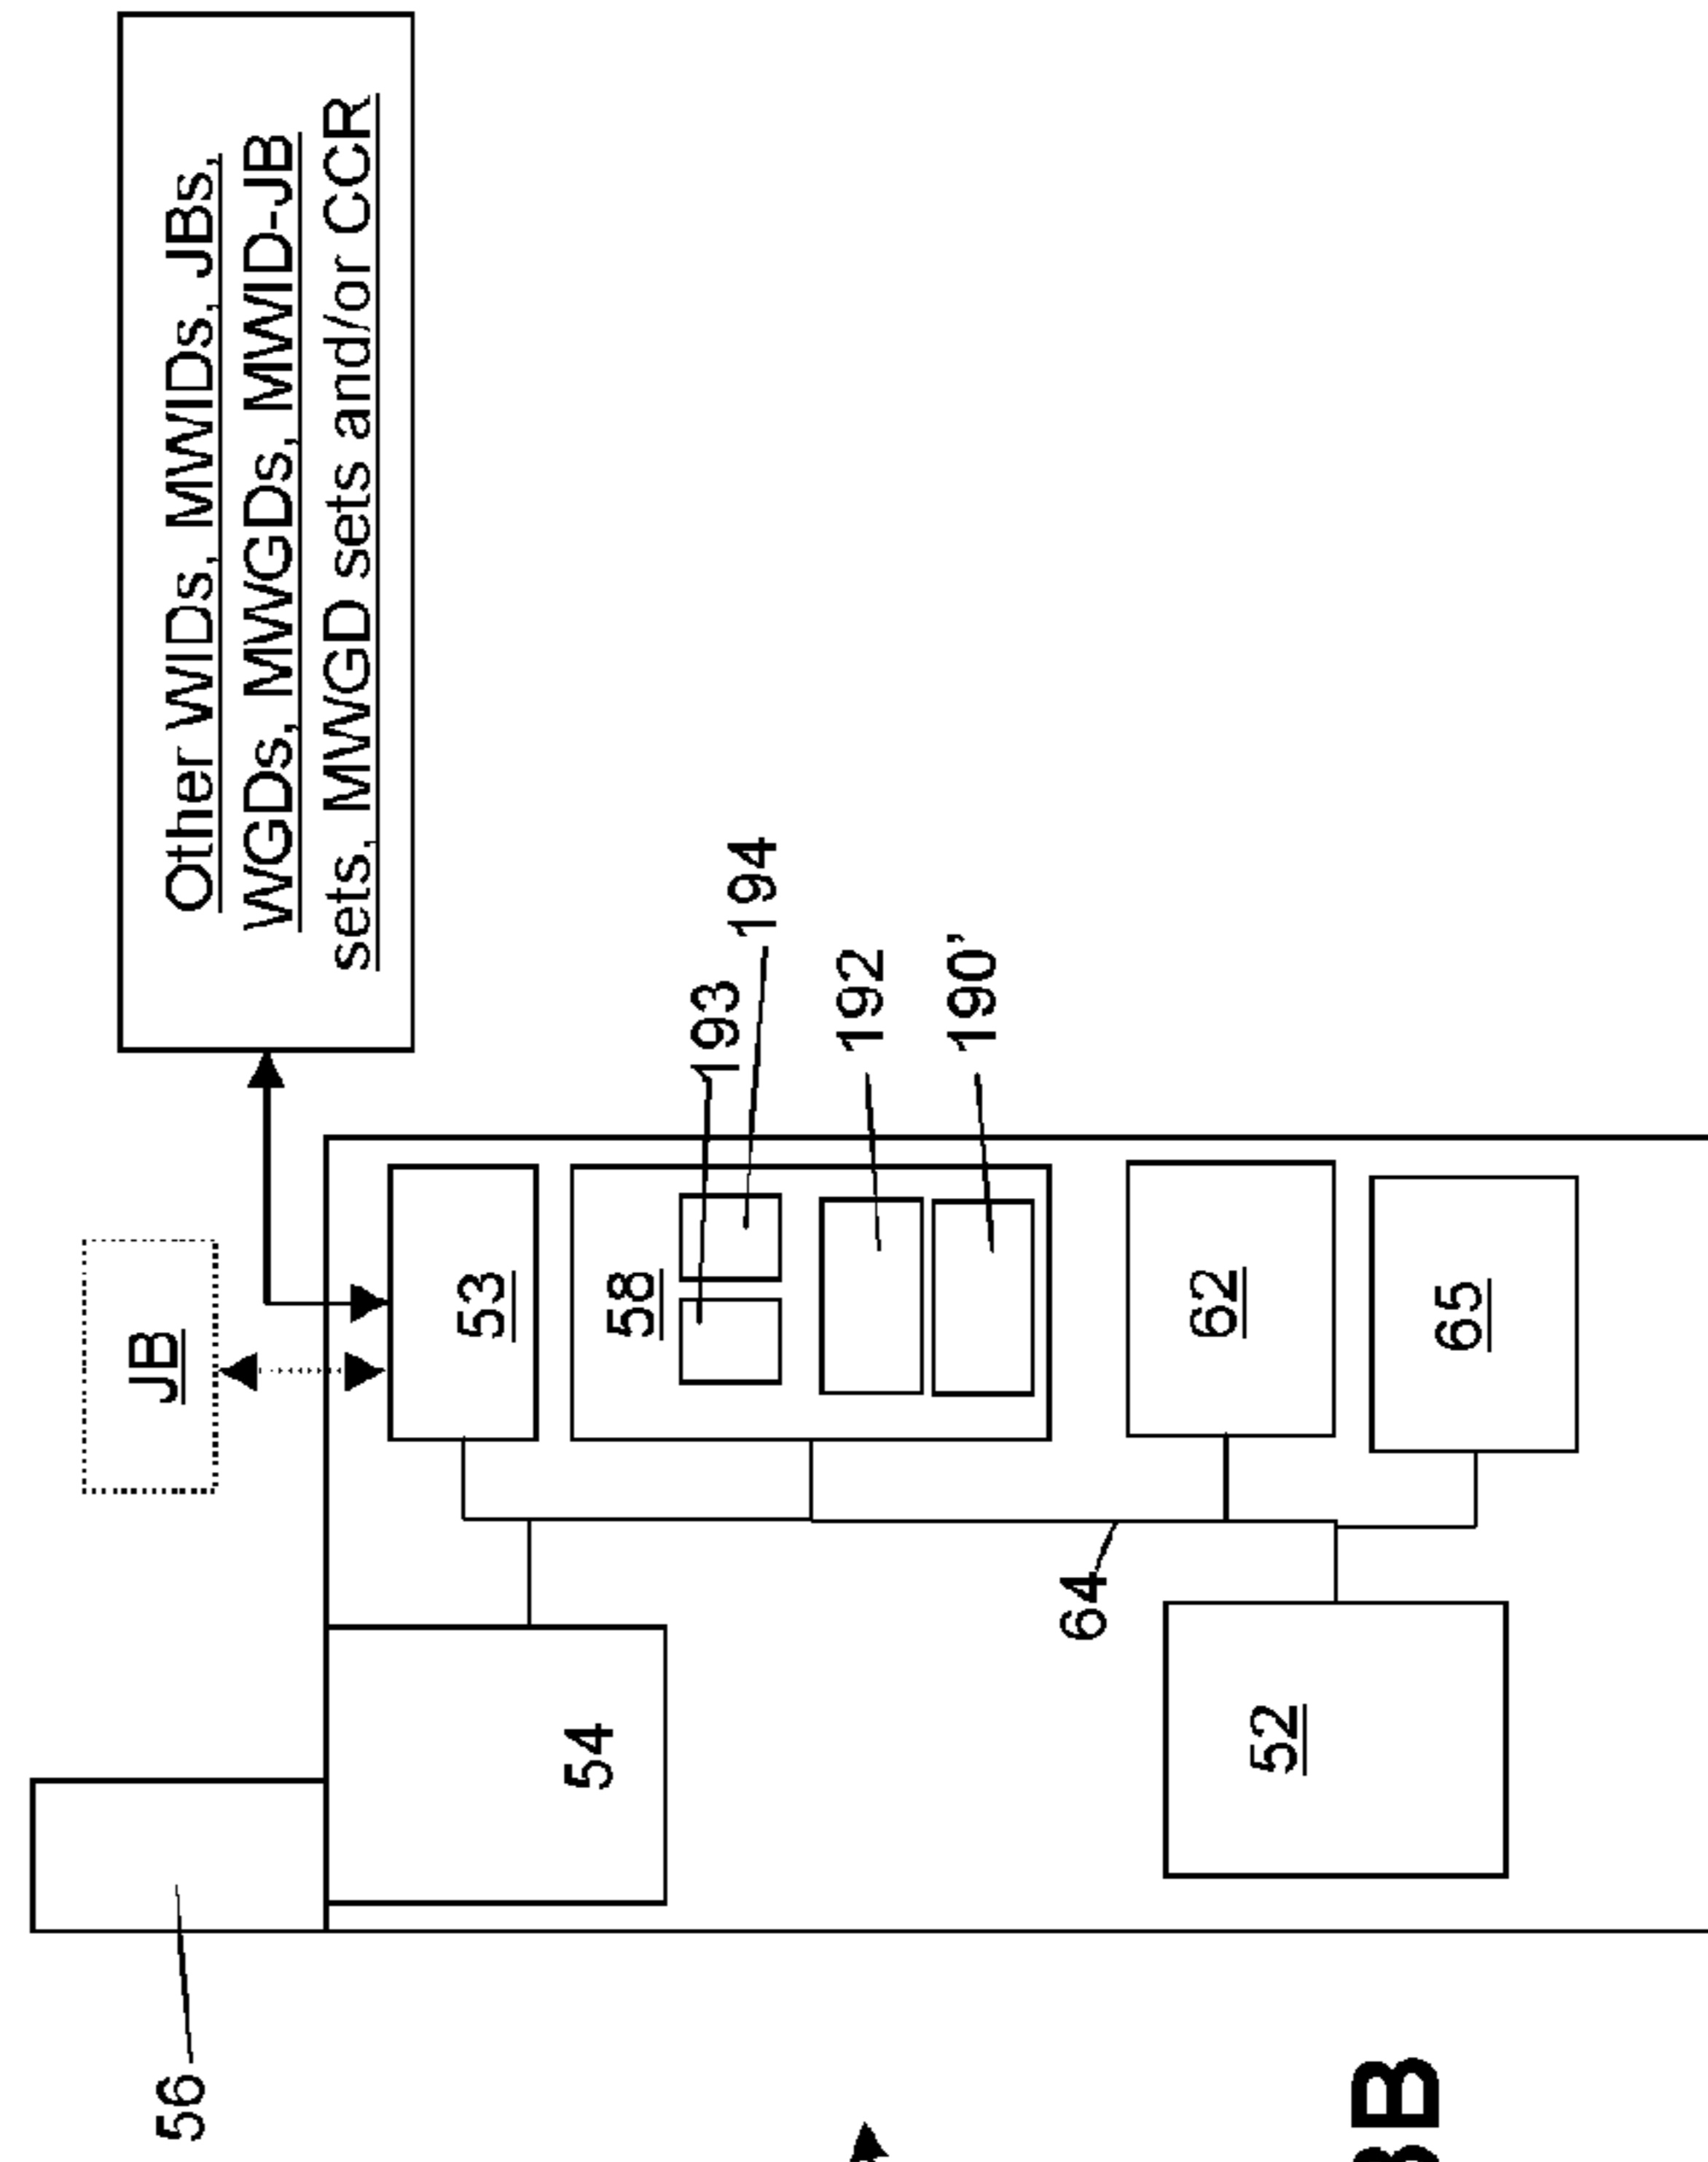 56
JB
Other WIDs, MWIDs, JBs,
WGDs, MWGDs, MWID-JB
sets, MWGD sets and/or CCR
53
54
58
193
194
192
190’
64
62
52
65
B